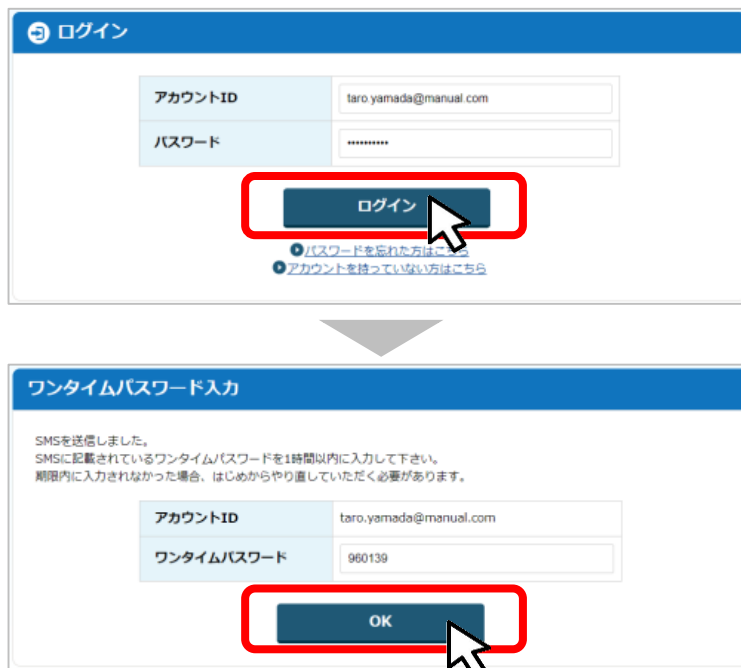 ログイン
アカウントID
taro.yamada@manual.com
パスワード
••••••••••
ログイン
パスワードを忘れた方はこちら
アカウントを持っていない方はこちら
ワンタイムパスワード入力
SMSを送信しました。
SMSに記載されているワンタイムパスワードを1時間以内に入力して下さい。
期限内に入力されなかった場合、はじめからやり直していただく必要があります。
アカウントID
taro.yamada@manual.com
ワンタイムパスワード
960139
OK